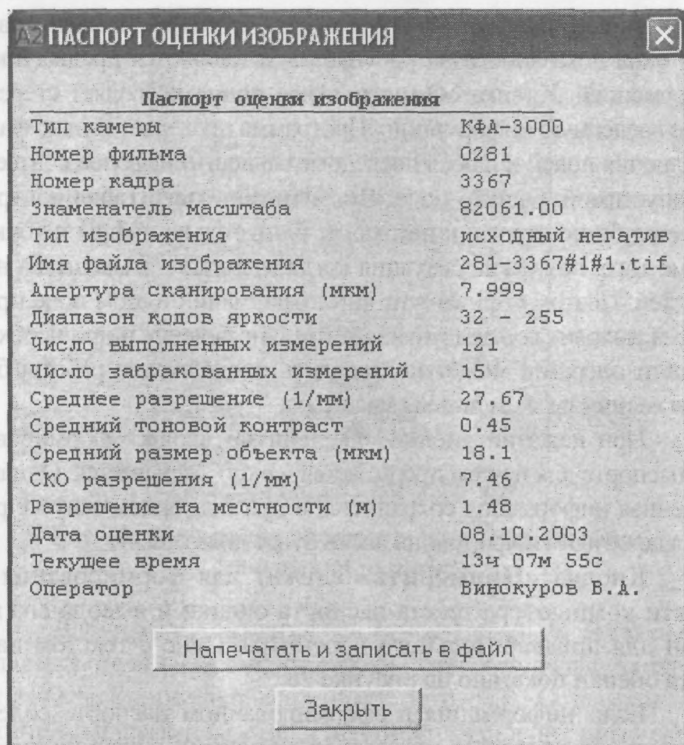 A2 ПАСПОРТ ОЦЕНКИ ИЗОБРАЖЕНИЯ
Паспорт оценки изображения
Тип камеры КФА-3000
Номер фильма 0281
Номер кадра 3367
Знаменатель масштаба 82061.00
Тип изображения исходный негатив
Имя файла изображения 281-3367#1#1.tif
Апертура сканирования (мкм) 7.999
Диапазон кодов яркости 32 - 255
Число выполненных измерений 121
Число забракованных измерений 15
Среднее разрешение (1/мм) 27.67
Средний тоновой контраст 0.45
Средний размер объекта (мкм) 18.1
СКО разрешения (1/мм) 7.46
Разрешение на местности (м) 1.48
Дата оценки 08.10.2003
Текущее время 13ч 07м 55с
Оператор Винокуров В.А.
Напечатать и записать в файл
Закрыть